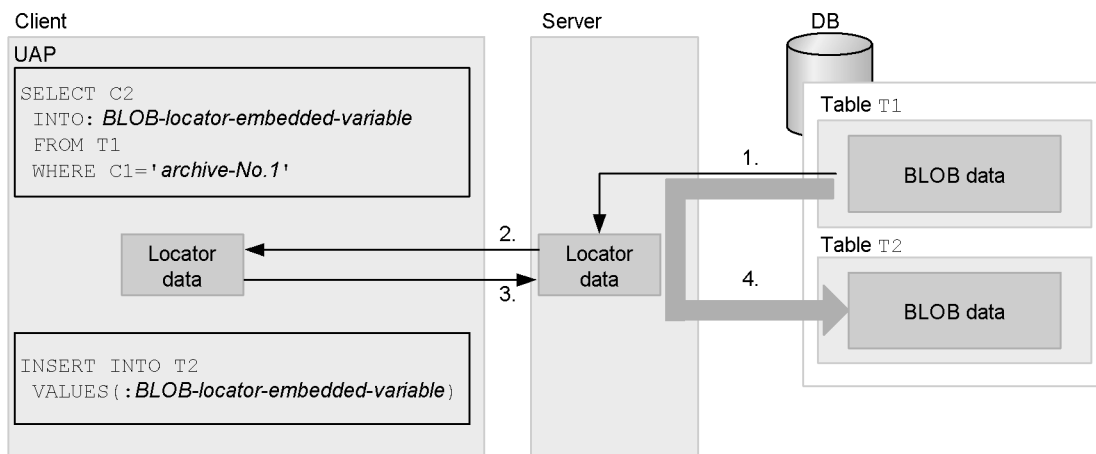 Client
Server
DB
UAP
SELECT C2
INTO: BLOB-locator-embedded-variable
FROM T1
WHERE C1='archive-No.1'
Table T1
1.
BLOB data
2.
Locator
data
Locator
data
3.
Table T2
4.
BLOB data
INSERT INTO T2
VALUES(:BLOB-locator-embedded-variable)